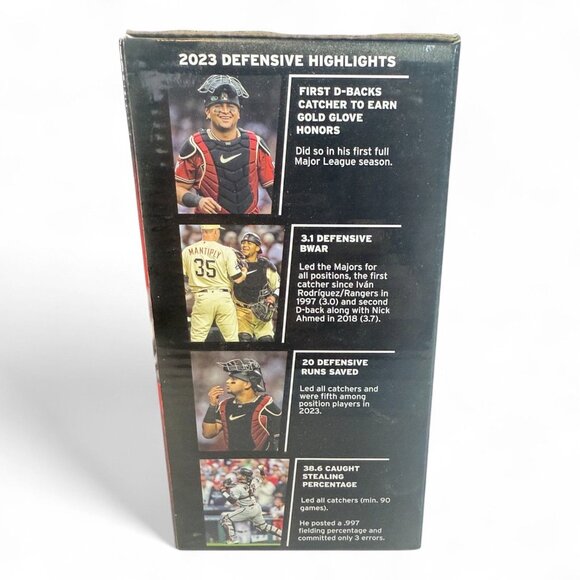 2023 DEFENSIVE HIGHLIGHTS
FIRST D-BACKS
CATCHER TO EARN
GOLD GLOVE
HONORS
Did so in his first full
Major League season.
MANTIPLY
35
3.1 DEFENSIVE
BWAR
Led the Majors for
all positions, the first
catcher since Iván
Rodríguez/Rangers in
1997 (3.0) and second
D-back along with Nick
Ahmed in 2018 (3.7).
20 DEFENSIVE
RUNS SAVED
Led all catchers and
were fifth among
position players in
2023.
38.6 CAUGHT
STEALING
PERCENTAGE
Led all catchers (min. 90
games).
He posted a .997
fielding percentage and
committed only 3 errors.